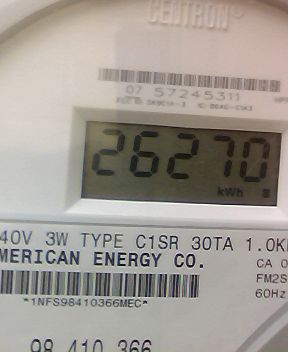 CENTRON®
07 57245311
26270
kWh
40V 3W TYPE C1SR 30TA 1.0K
MERICAN ENERGY CO.
CA 0
FM2S
60Hz
*1NFS98410366MEC*
98 410 366